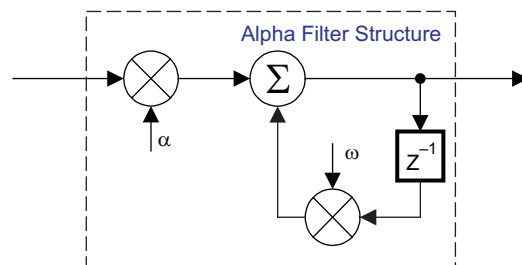 Alpha Filter Structure
Σ
α
ω
Z⁻¹